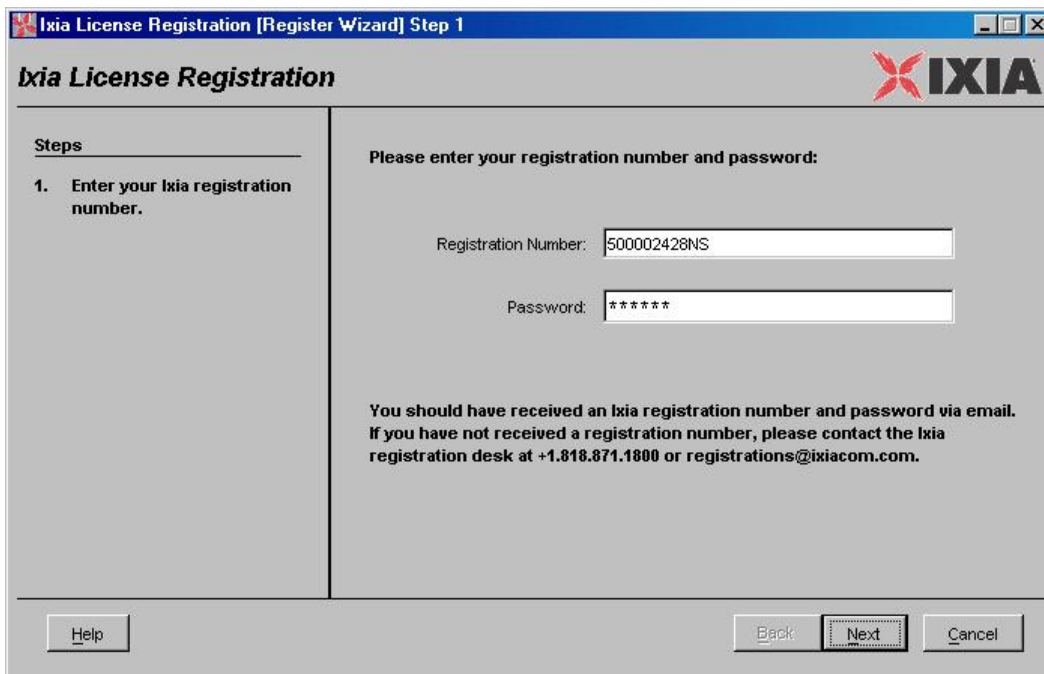 Ixia License Registration [Register Wizard] Step 1
Ixia License Registration
IXIA
Steps
1. Enter your Ixia registration
number.
Please enter your registration number and password:
Registration Number: 500002428NS
Password: ******
You should have received an Ixia registration number and password via email.
If you have not received a registration number, please contact the Ixia
registration desk at +1.818.871.1800 or registrations@ixiacom.com.
Help
Back
Next
Cancel